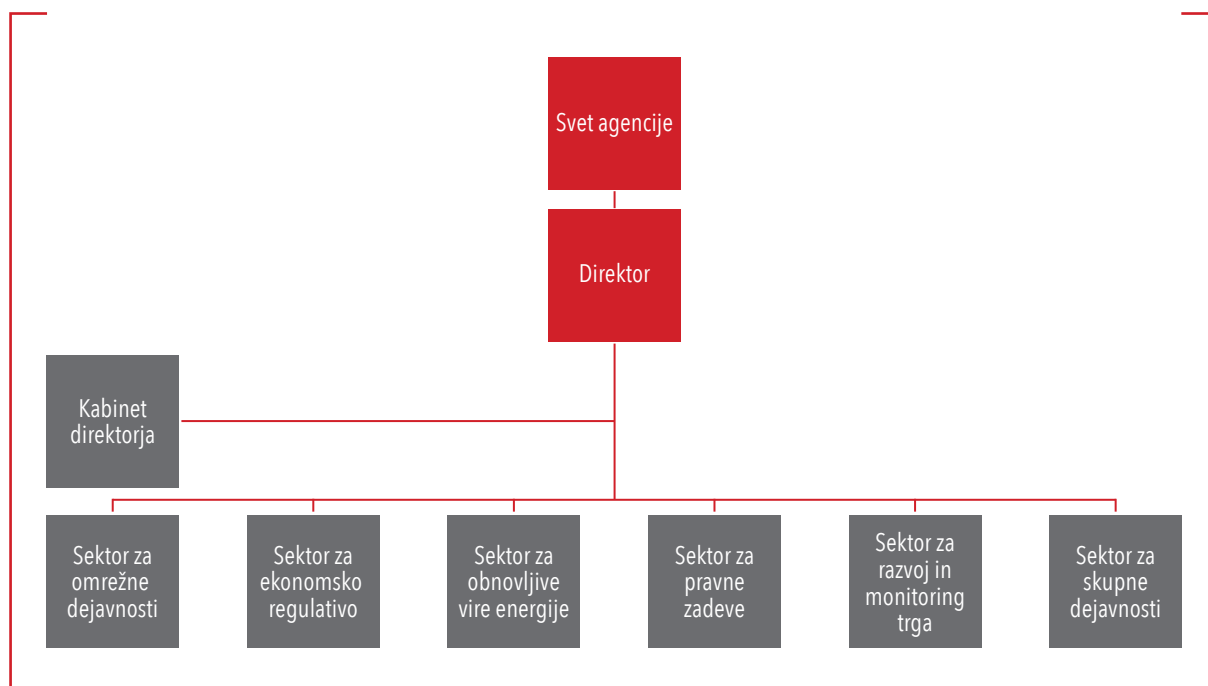 Svet agencije
Direktor
Kabinet
direktorja
Sektor za
omrežne
dejavnosti
Sektor za
ekonomsko
regulativo
Sektor za
obnovljive
vire energije
Sektor za
pravne
zadeve
Sektor za
razvoj in
monitoring
trga
Sektor za
skupne
dejavnosti